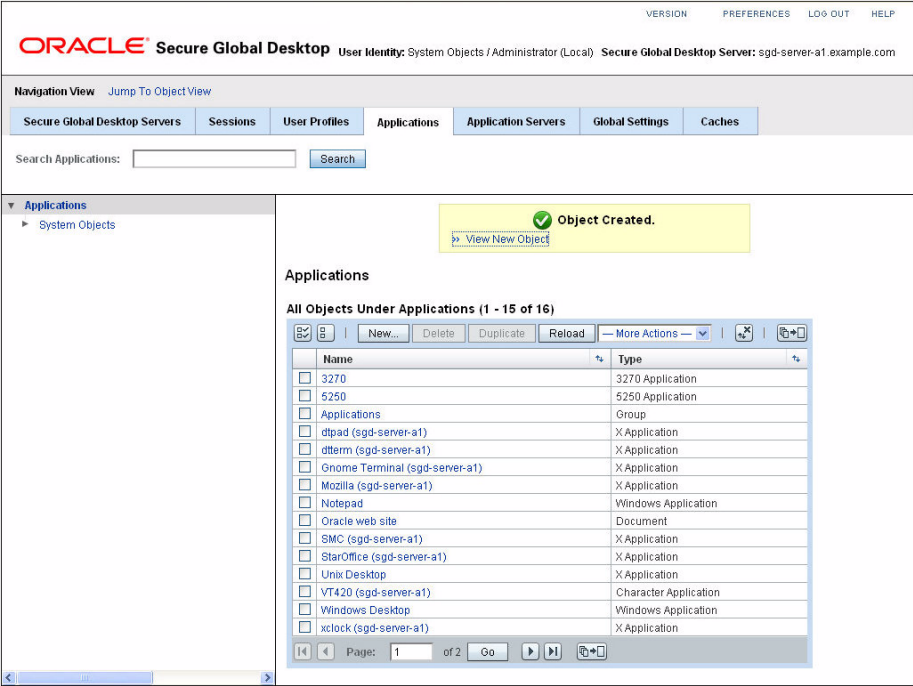 VERSION PREFERENCES LOG OUT HELP
ORACLE® Secure Global Desktop User Identity: System Objects / Administrator (Local) Secure Global Desktop Server: sgd-server-a1.example.com
Navigation View Jump To Object View
Secure Global Desktop Servers Sessions User Profiles Applications Application Servers Global Settings Caches
Search Applications: Search
Applications
System Objects
Object Created.
» View New Object
Applications
All Objects Under Applications (1 - 15 of 16)
New... Delete Duplicate Reload — More Actions —
Name Type
3270 3270 Application
5250 5250 Application
Applications Group
dtpad (sgd-server-a1) X Application
dtterm (sgd-server-a1) X Application
Gnome Terminal (sgd-server-a1) X Application
Mozilla (sgd-server-a1) X Application
Notepad Windows Application
Oracle web site Document
SMC (sgd-server-a1) X Application
StarOffice (sgd-server-a1) X Application
Unix Desktop X Application
VT420 (sgd-server-a1) Character Application
Windows Desktop Windows Application
xclock (sgd-server-a1) X Application
Page: 1 of 2 Go